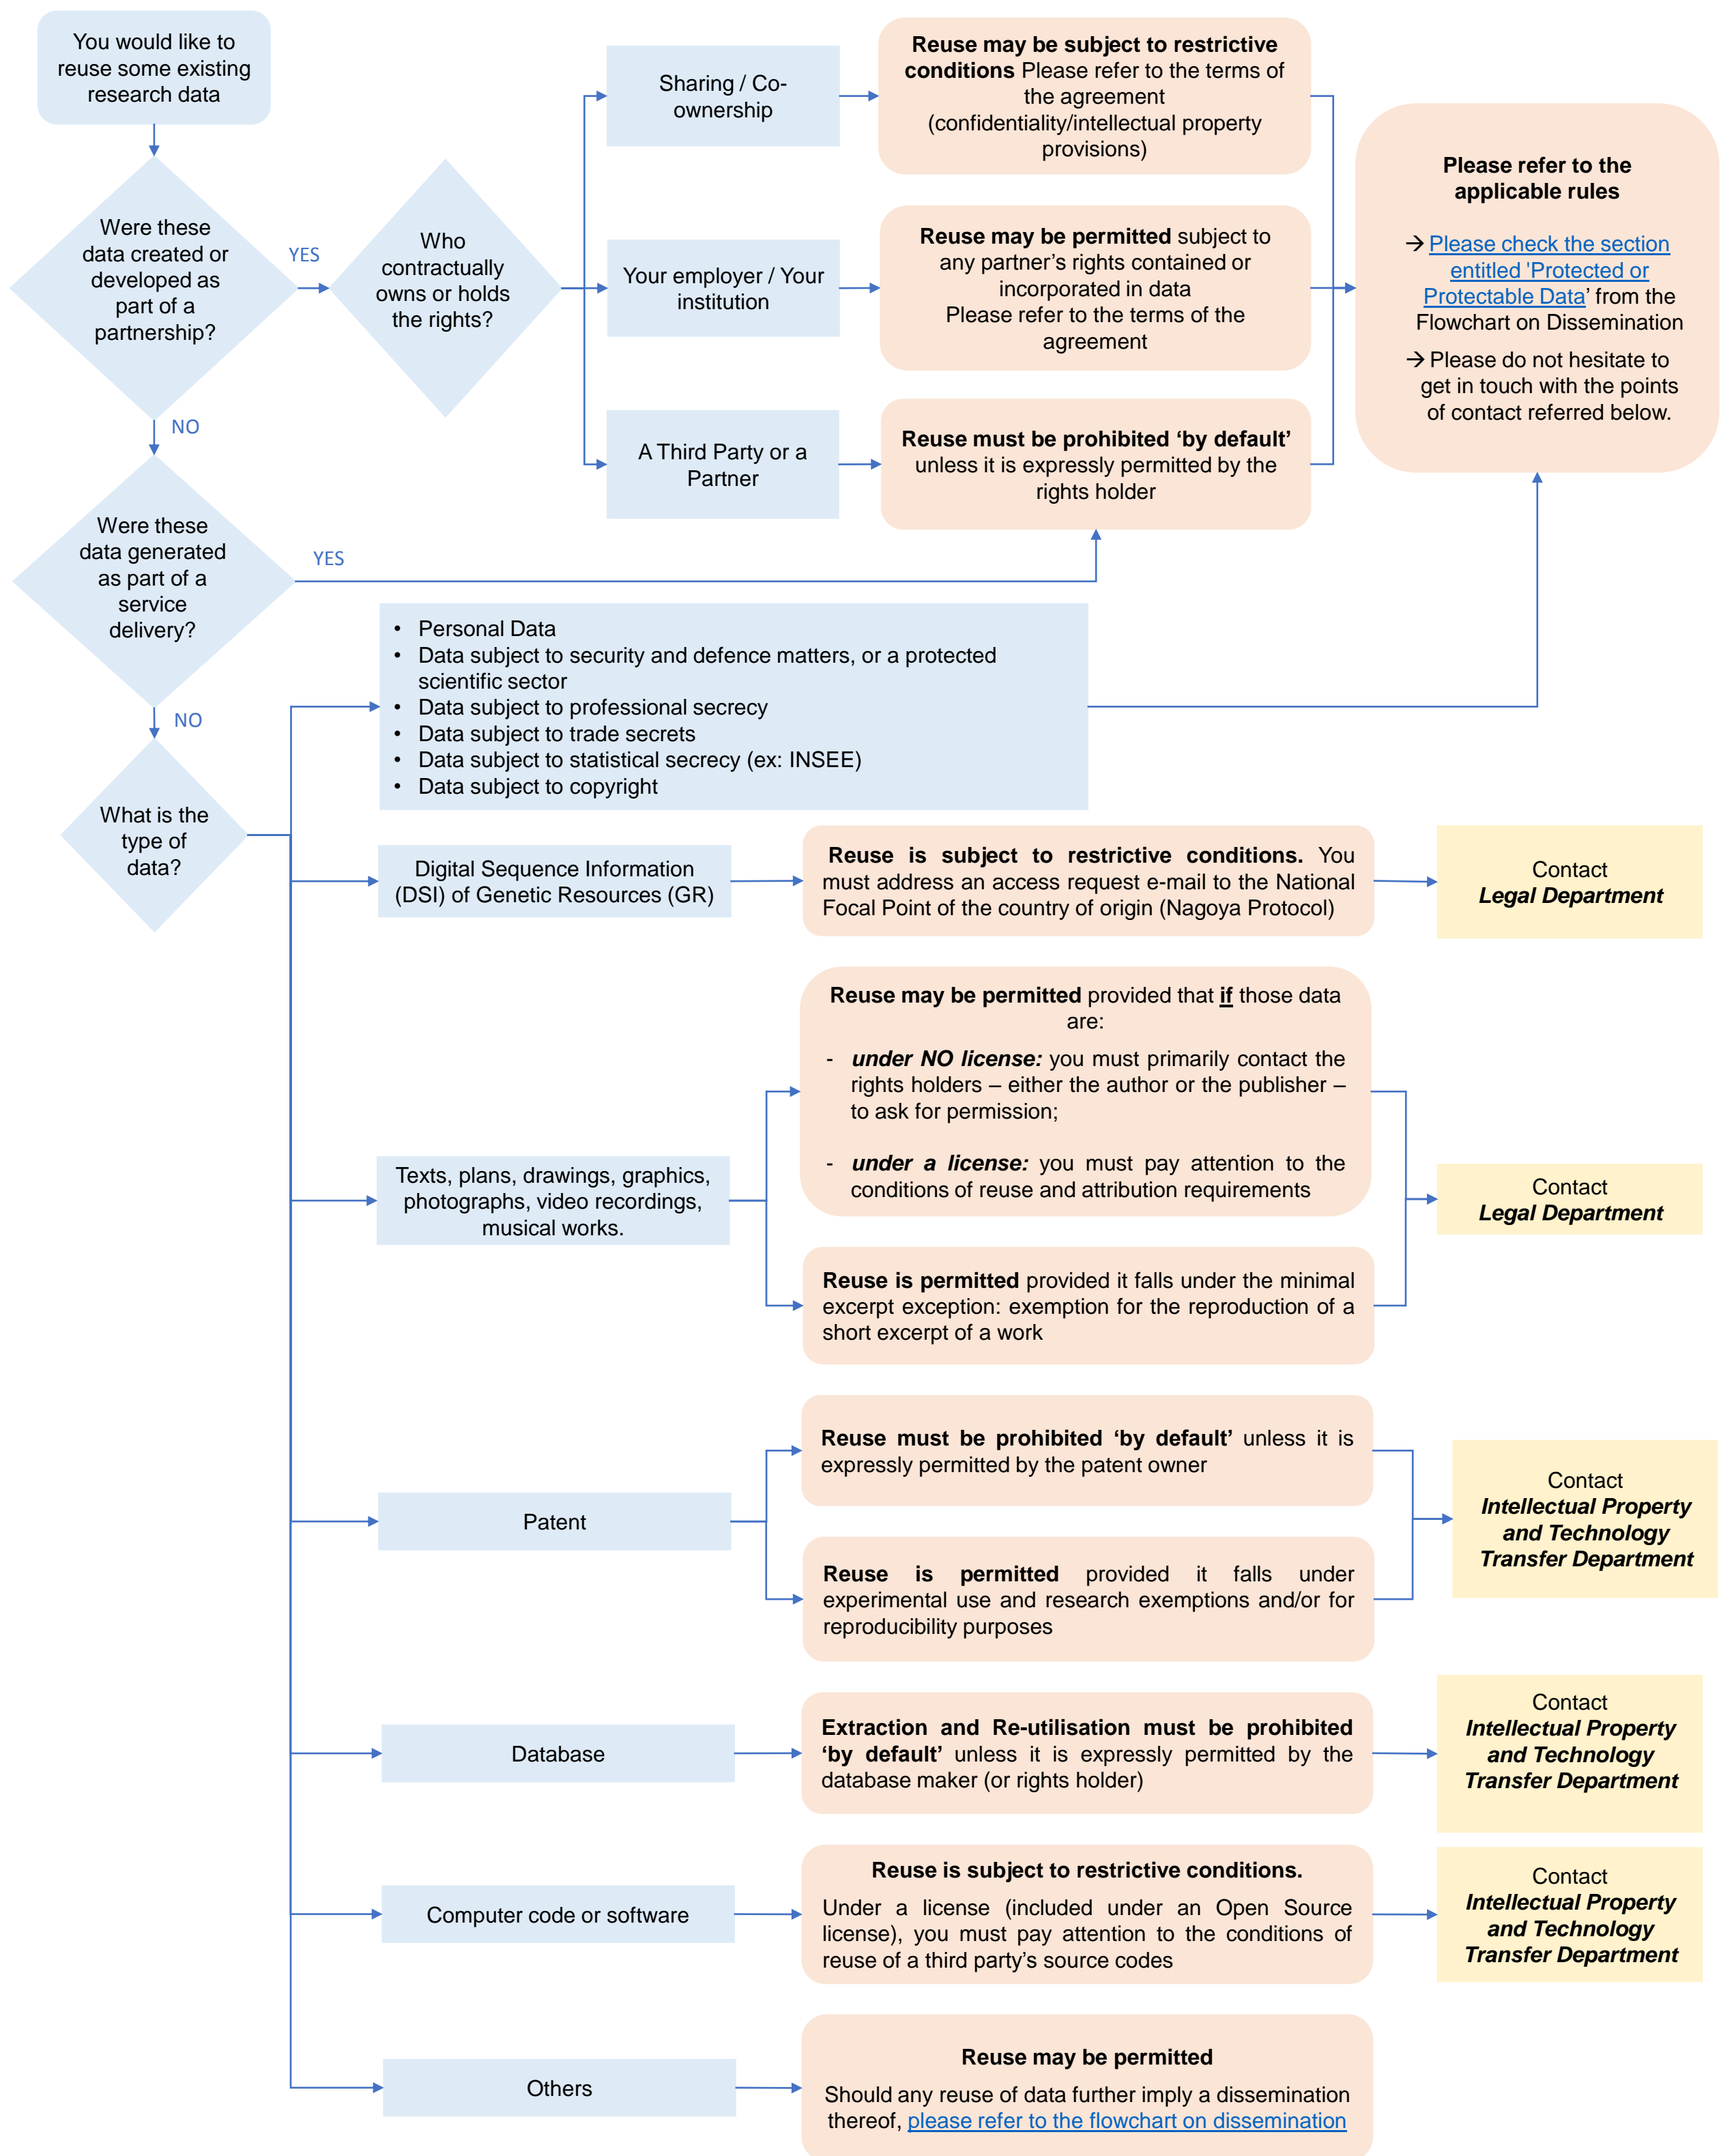 You would like to
reuse some existing
research data
Were these
data created or
developed as
part of a
partnership?
YES
NO
Who
contractually
owns or holds
the rights?
Sharing / Co-
ownership
Reuse may be subject to restrictive
conditions Please refer to the terms of
the agreement
(confidentiality/intellectual property
provisions)
Your employer / Your
institution
Reuse may be permitted subject to
any partner's rights contained or
incorporated in data
Please refer to the terms of the
agreement
A Third Party or a
Partner
Reuse must be prohibited ‘by default’
unless it is expressly permitted by the
rights holder
Please refer to the
applicable rules
→ Please check the section
entitled 'Protected or
Protectable Data’ from the
Flowchart on Dissemination
→ Please do not hesitate to
get in touch with the points
of contact referred below.
Were these
data generated
as part of a
service
delivery?
YES
NO
What is the
type of
data?
• Personal Data
• Data subject to security and defence matters, or a protected
scientific sector
• Data subject to professional secrecy
• Data subject to trade secrets
• Data subject to statistical secrecy (ex: INSEE)
• Data subject to copyright
Digital Sequence Information
(DSI) of Genetic Resources (GR)
Reuse is subject to restrictive conditions. You
must address an access request e-mail to the National
Focal Point of the country of origin (Nagoya Protocol)
Contact
Legal Department
Texts, plans, drawings, graphics,
photographs, video recordings,
musical works.
Reuse may be permitted provided that if those data
are:
- under NO license: you must primarily contact the
rights holders – either the author or the publisher –
to ask for permission;
- under a license: you must pay attention to the
conditions of reuse and attribution requirements
Reuse is permitted provided it falls under the minimal
excerpt exception: exemption for the reproduction of a
short excerpt of a work
Contact
Legal Department
Patent
Reuse must be prohibited ‘by default’ unless it is
expressly permitted by the patent owner
Reuse is permitted provided it falls under
experimental use and research exemptions and/or for
reproducibility purposes
Contact
Intellectual Property
and Technology
Transfer Department
Database
Extraction and Re-utilisation must be prohibited
‘by default’ unless it is expressly permitted by the
database maker (or rights holder)
Contact
Intellectual Property
and Technology
Transfer Department
Computer code or software
Reuse is subject to restrictive conditions.
Under a license (included under an Open Source
license), you must pay attention to the conditions of
reuse of a third party’s source codes
Contact
Intellectual Property
and Technology
Transfer Department
Others
Reuse may be permitted
Should any reuse of data further imply a dissemination
thereof, please refer to the flowchart on dissemination